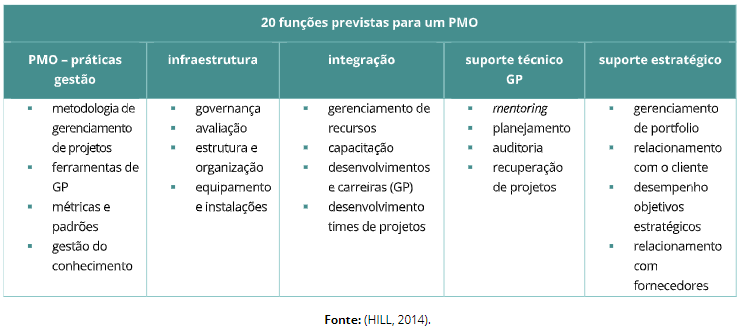 20 funções previstas para um PMO
PMO – práticas
gestão
infraestrutura
integração
suporte técnico
GP
suporte estratégico
▪ metodologia de
gerenciamento
de projetos
▪ ferramentas de
GP
▪ métricas e
padrões
▪ gestão do
conhecimento
▪ governança
▪ avaliação
▪ estrutura e
organização
▪ equipamento
e instalações
▪ gerenciamento de
recursos
▪ capacitação
▪ desenvolvimentos
e carreiras (GP)
▪ desenvolvimento
times de projetos
▪ mentoring
▪ planejamento
▪ auditoria
▪ recuperação
de projetos
▪ gerenciamento
de portfolio
▪ relacionamento
com o cliente
▪ desempenho
objetivos
estratégicos
▪ relacionamento
com
fornecedores
Fonte: (HILL, 2014).